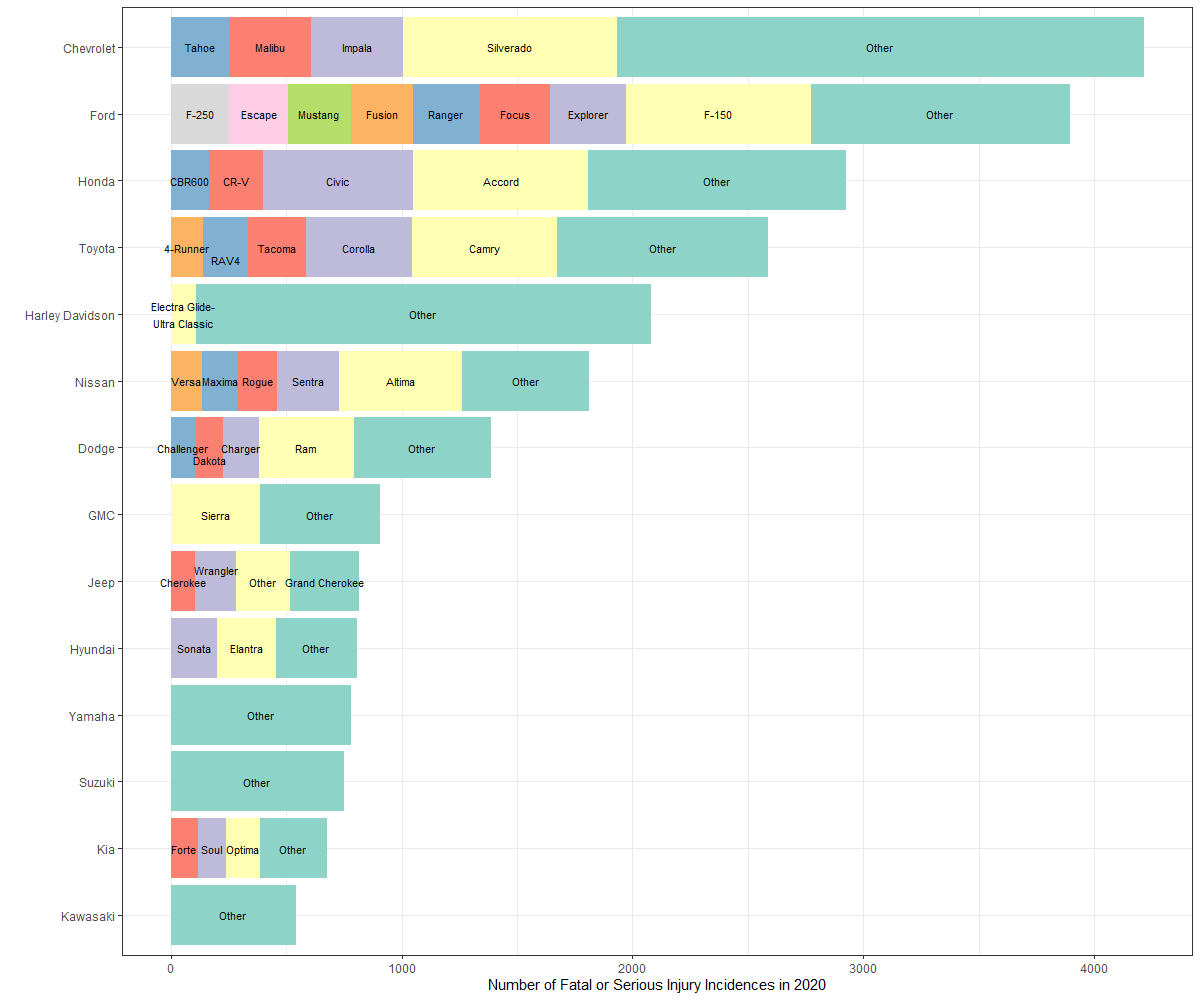 Chevrolet
Tahoe
Malibu
Impala
Silverado
Other
Ford
F-250
Escape
Mustang
Fusion
Ranger
Focus
Explorer
F-150
Other
Honda
CBR600
CR-V
Civic
Accord
Other
Toyota
4-Runner
RAV4
Tacoma
Corolla
Camry
Other
Harley Davidson
Electra Glide-
Ultra Classic
Other
Nissan
Versa
Maxima
Rogue
Sentra
Altima
Other
Dodge
Challenger
Dakota
Charger
Ram
Other
GMC
Sierra
Other
Jeep
Cherokee
Wrangler
Other
Grand Cherokee
Hyundai
Sonata
Elantra
Other
Yamaha
Other
Suzuki
Other
Kia
Forte
Soul
Optima
Other
Kawasaki
Other
0
1000
2000
3000
4000
Number of Fatal or Serious Injury Incidences in 2020